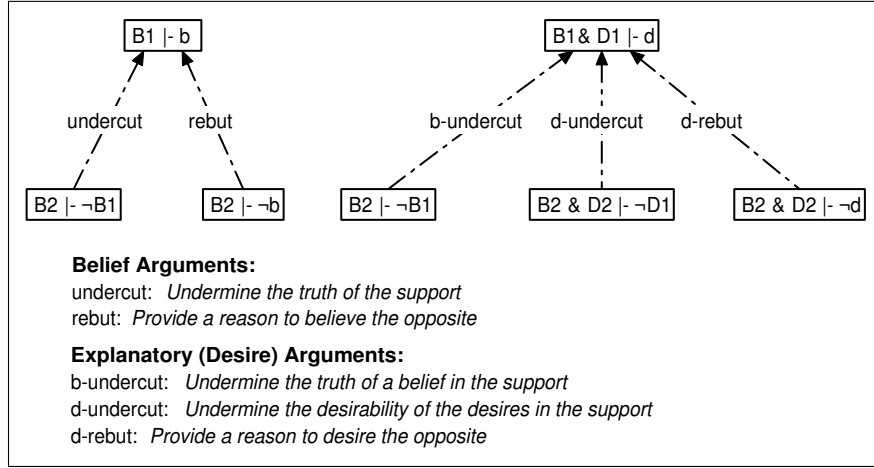 B1 |- b
B1 & D1 |- d
undercut
rebut
b-undercut
d-undercut
d-rebut
B2 |- ¬B1
B2 |- ¬b
B2 |- ¬B1
B2 & D2 |- ¬D1
B2 & D2 |- ¬d
Belief Arguments:
undercut: Undermine the truth of the support
rebut: Provide a reason to believe the opposite
Explanatory (Desire) Arguments:
b-undercut: Undermine the truth of a belief in the support
d-undercut: Undermine the desirability of the desires in the support
d-rebut: Provide a reason to desire the opposite